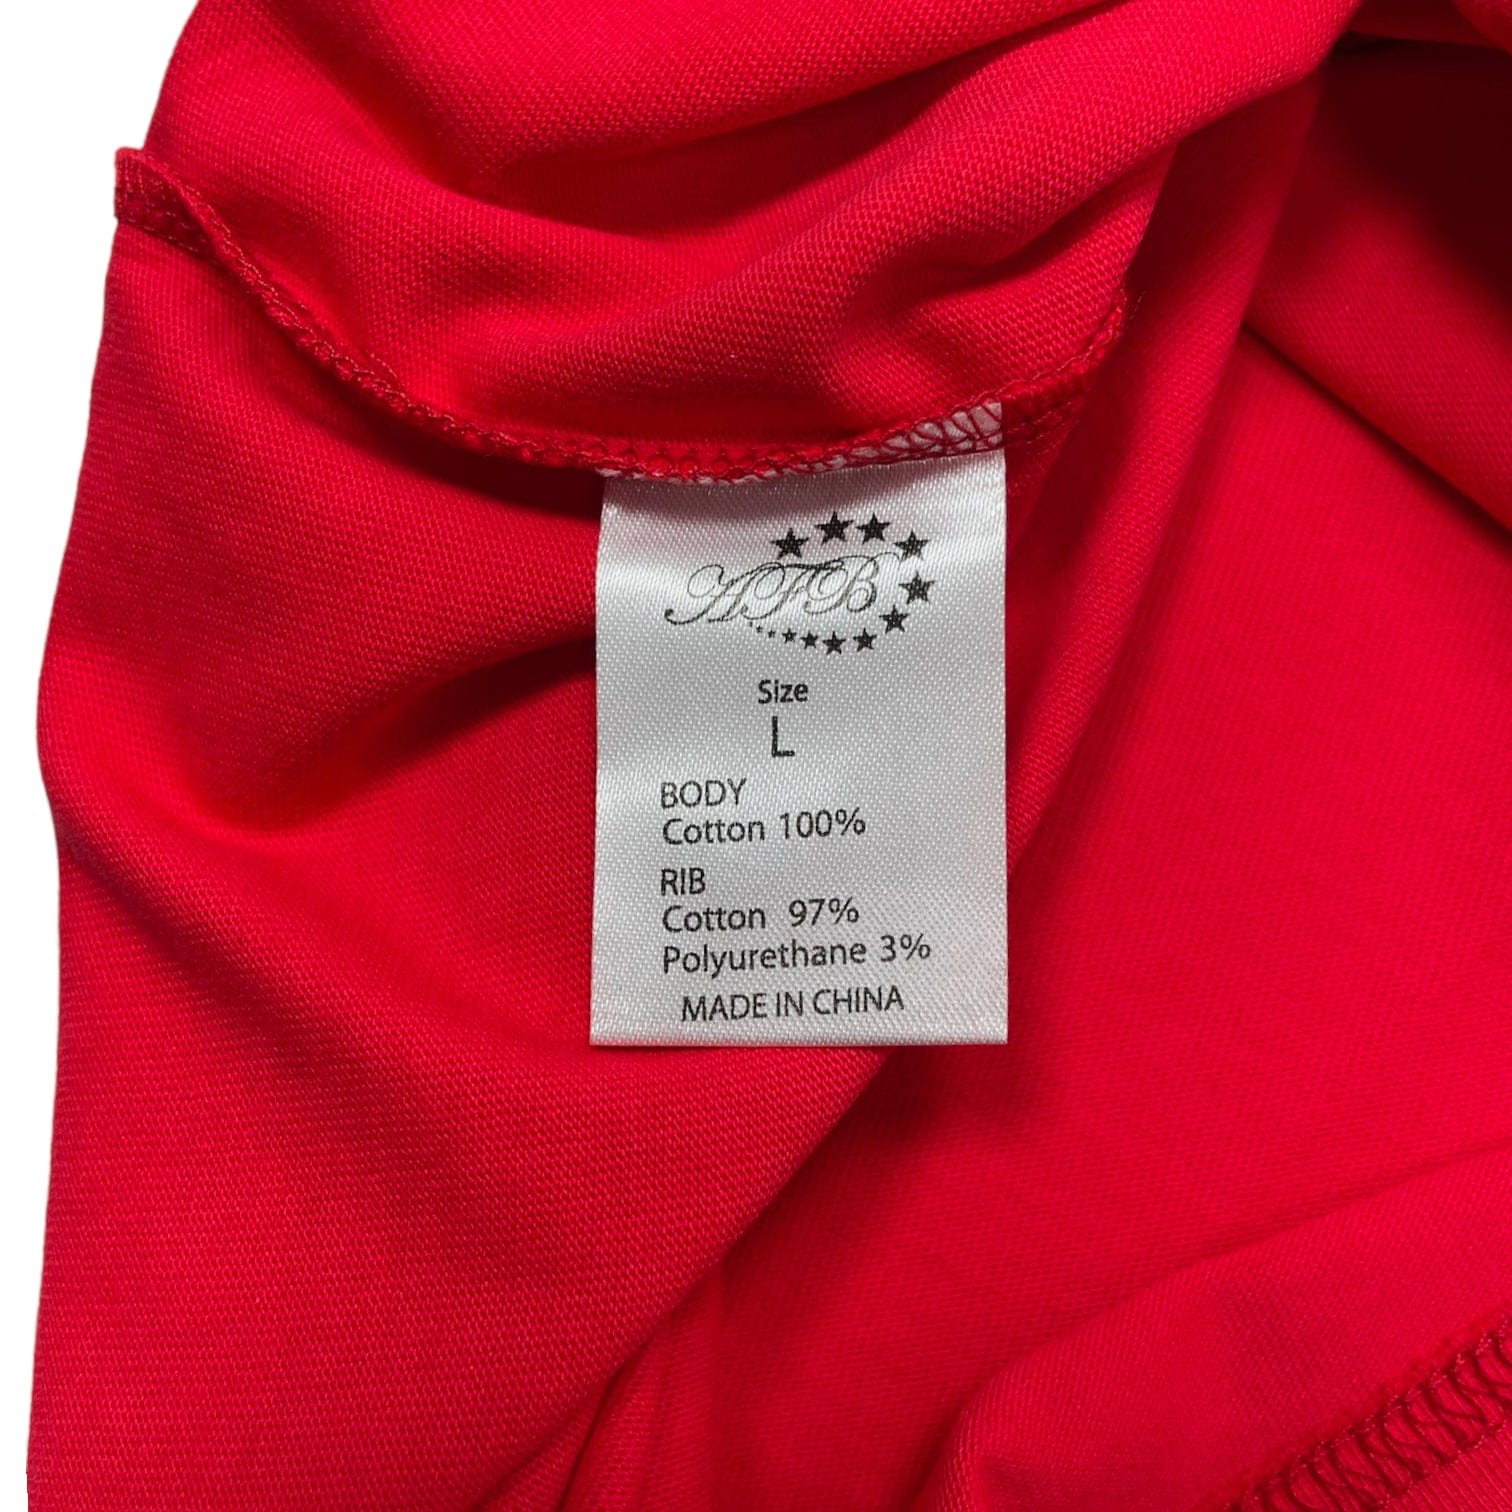 AFB
Size
L
BODY
Cotton 100%
RIB
Cotton 97%
Polyurethane 3%
MADE IN CHINA